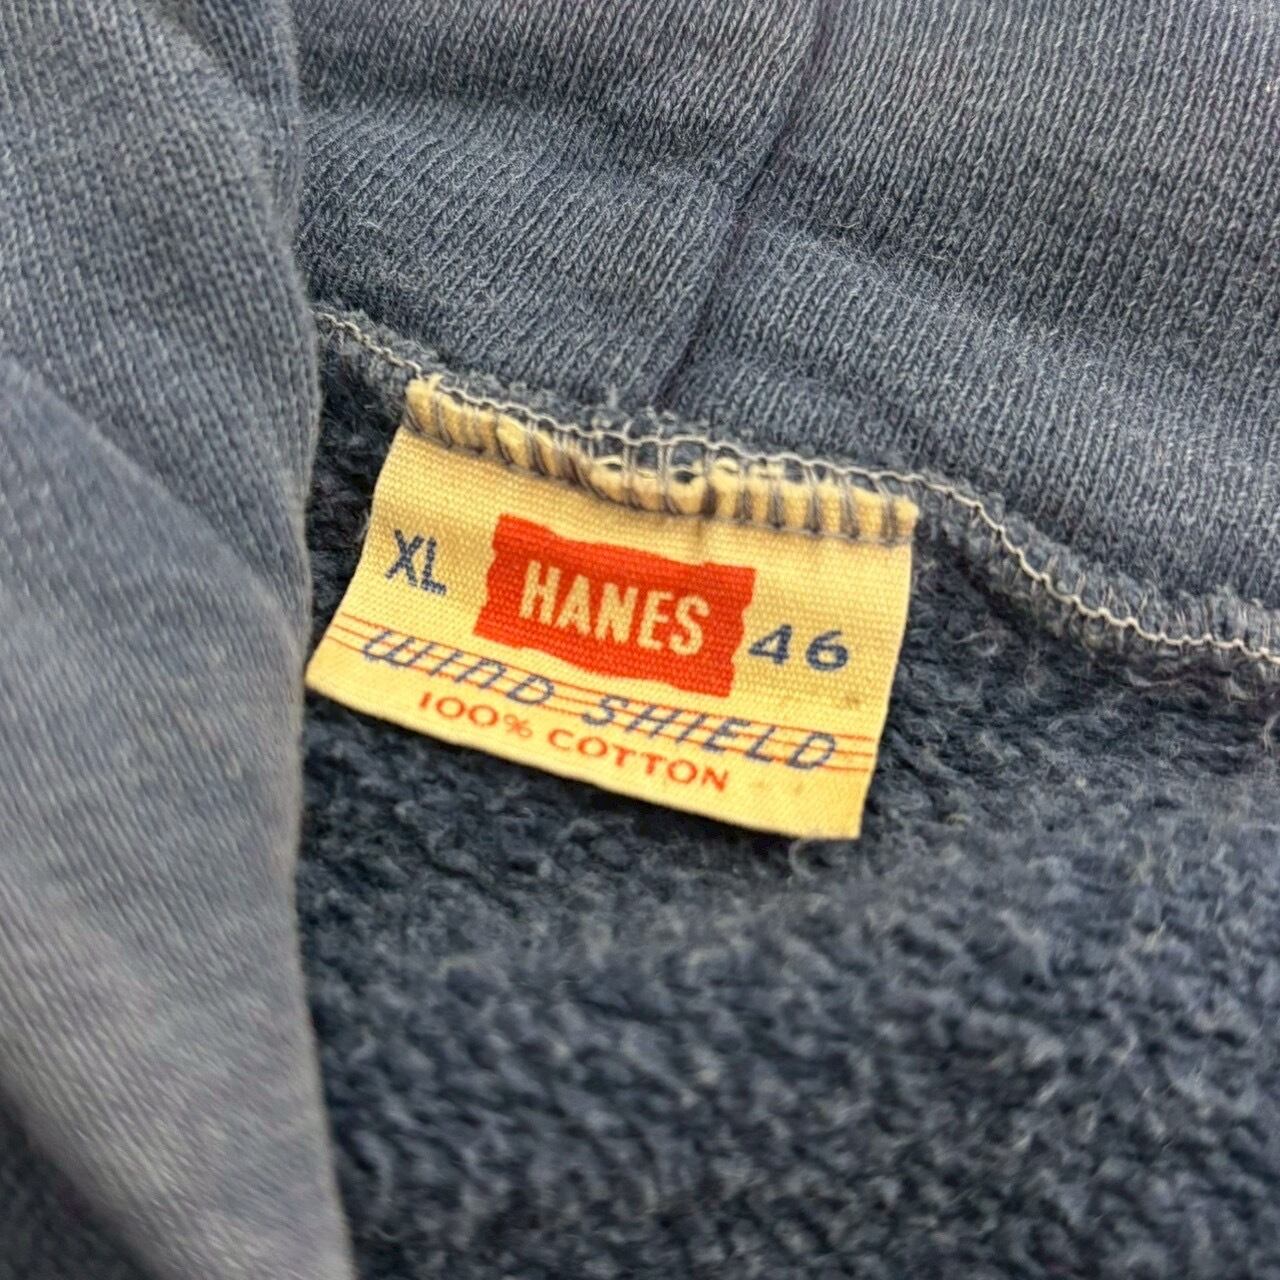 XL HANES 46
WIND SHIELD
100% COTTON